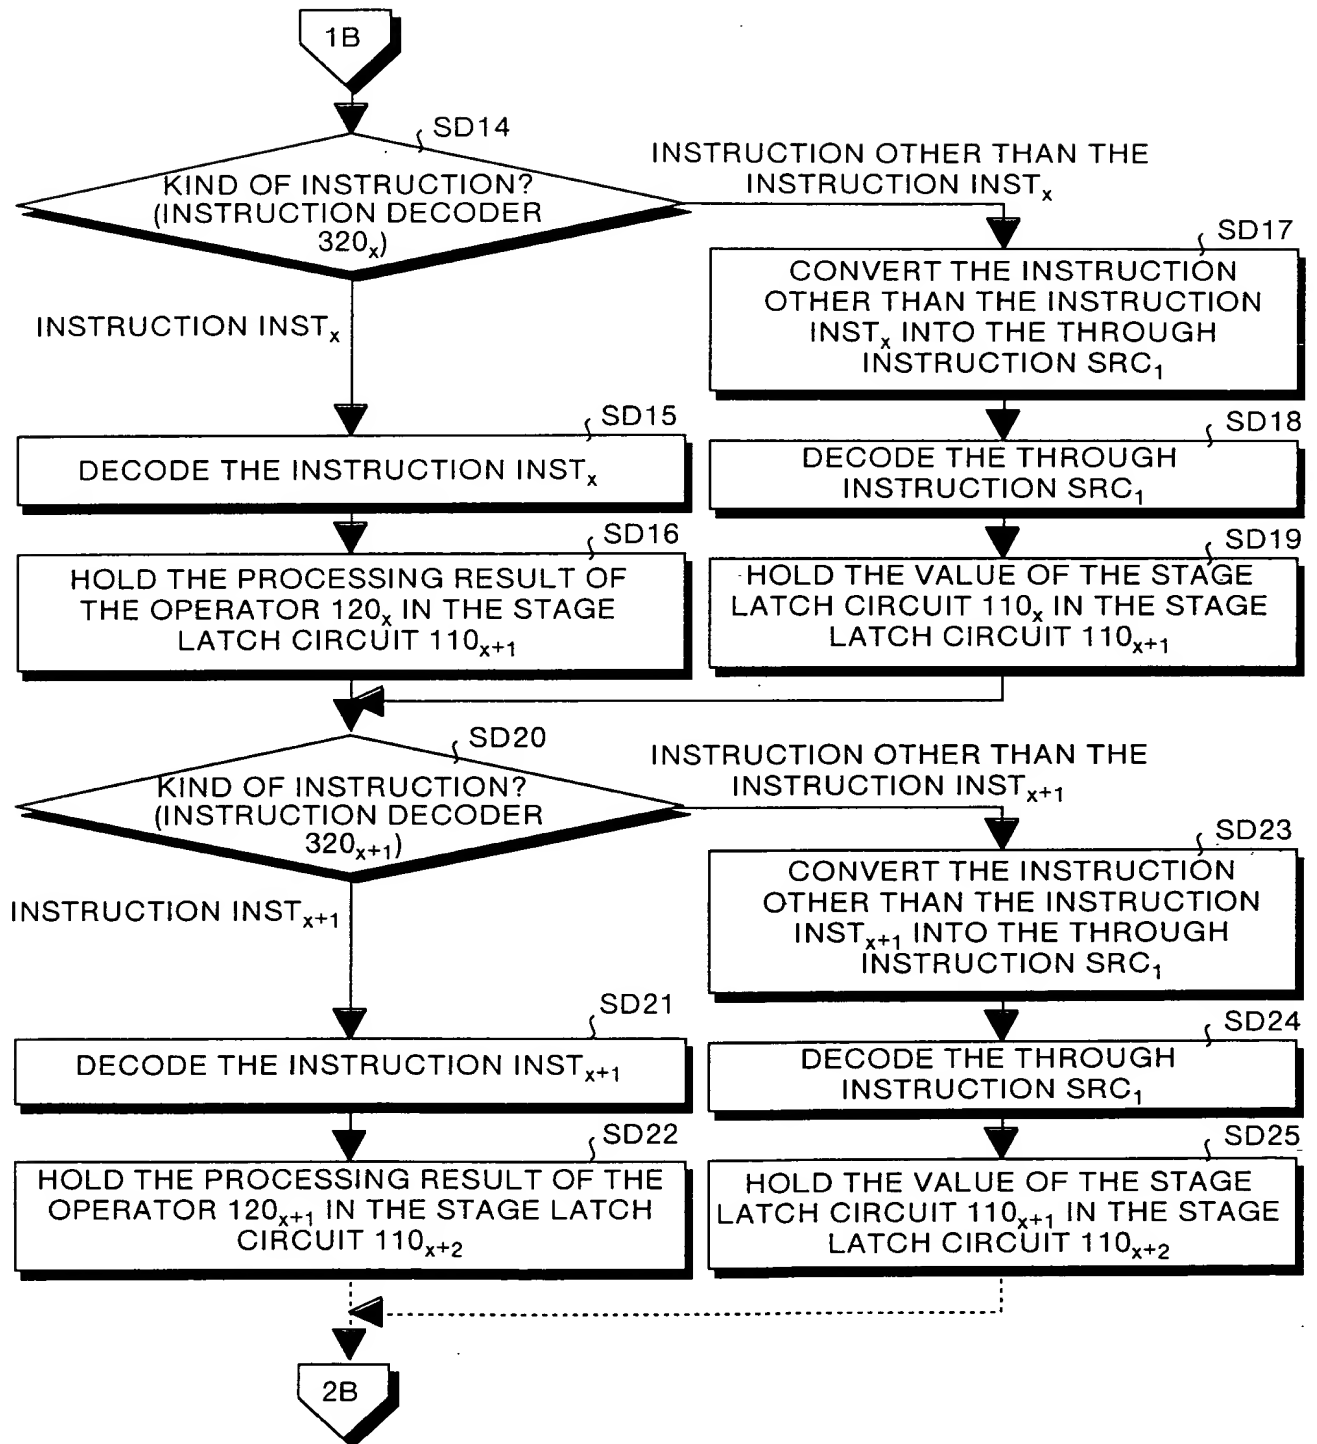 1B
SD14
KIND OF INSTRUCTION?
(INSTRUCTION DECODER
320x)
INSTRUCTION OTHER THAN THE
INSTRUCTION INSTx
INSTRUCTION INSTx
SD17
CONVERT THE INSTRUCTION
OTHER THAN THE INSTRUCTION
INSTx INTO THE THROUGH
INSTRUCTION SRC1
SD15
DECODE THE INSTRUCTION INSTx
SD18
DECODE THE THROUGH
INSTRUCTION SRC1
SD16
HOLD THE PROCESSING RESULT OF
THE OPERATOR 120x IN THE STAGE
LATCH CIRCUIT 110x+1
SD19
HOLD THE VALUE OF THE STAGE
LATCH CIRCUIT 110x IN THE STAGE
LATCH CIRCUIT 110x+1
SD20
KIND OF INSTRUCTION?
(INSTRUCTION DECODER
320x+1)
INSTRUCTION OTHER THAN THE
INSTRUCTION INSTx+1
INSTRUCTION INSTx+1
SD23
CONVERT THE INSTRUCTION
OTHER THAN THE INSTRUCTION
INSTx+1 INTO THE THROUGH
INSTRUCTION SRC1
SD21
DECODE THE INSTRUCTION INSTx+1
SD24
DECODE THE THROUGH
INSTRUCTION SRC1
SD22
HOLD THE PROCESSING RESULT OF THE
OPERATOR 120x+1 IN THE STAGE LATCH
CIRCUIT 110x+2
SD25
HOLD THE VALUE OF THE STAGE
LATCH CIRCUIT 110x+1 IN THE STAGE
LATCH CIRCUIT 110x+2
2B